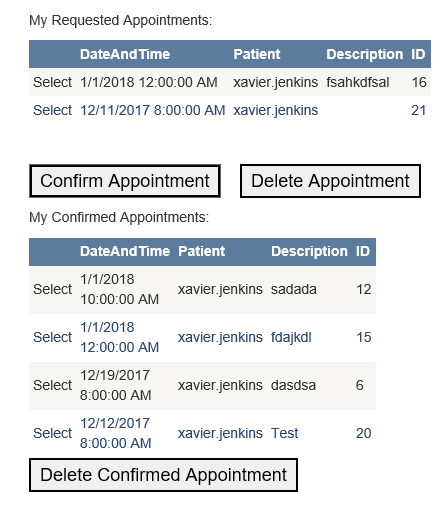 My Requested Appointments:
DateAndTime Patient Description ID
Select 1/1/2018 12:00:00 AM xavier.jenkins fsahkdfsal 16
Select 12/11/2017 8:00:00 AM xavier.jenkins 21
Confirm Appointment Delete Appointment
My Confirmed Appointments:
DateAndTime Patient Description ID
1/1/2018
Select xavier.jenkins sadada 12
10:00:00 AM
1/1/2018
Select xavier.jenkins fdajkdl 15
12:00:00 AM
12/19/2017
Select xavier.jenkins dasdsa 6
8:00:00 AM
12/12/2017
Select xavier.jenkins Test 20
8:00:00 AM
Delete Confirmed Appointment